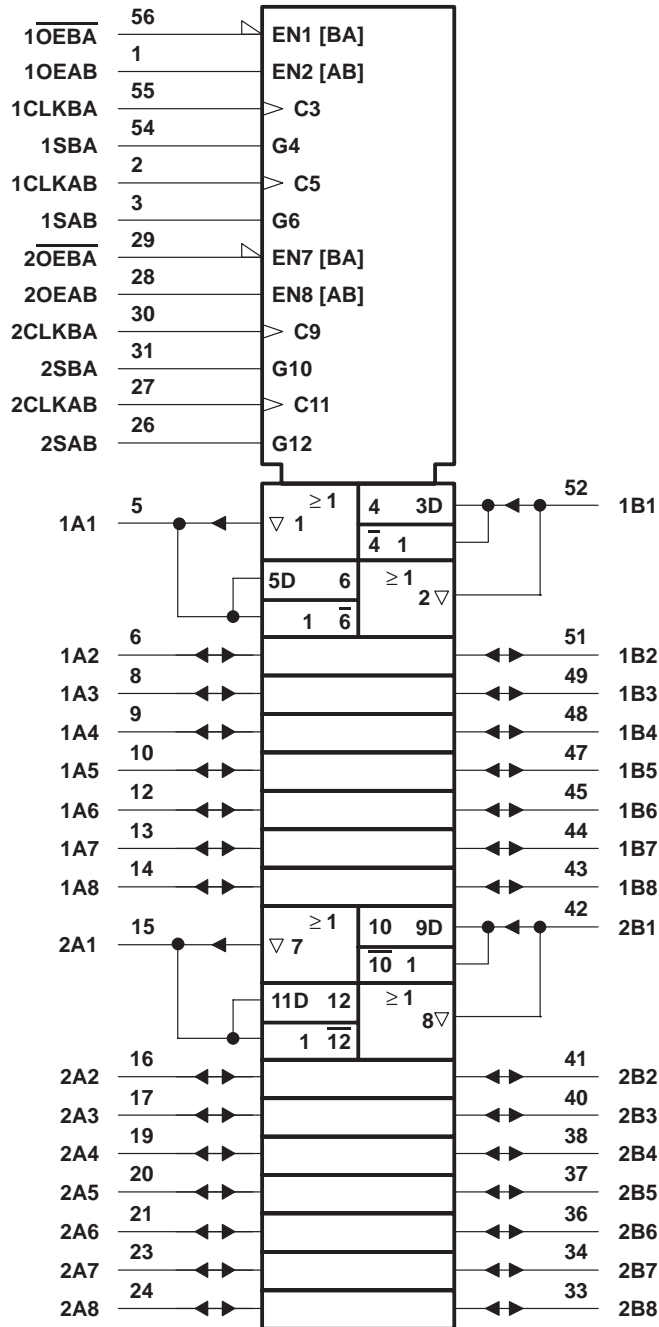 1O̅E̅B̅A̅ 56 EN1 [BA]
1OEAB 1 EN2 [AB]
1CLKBA 55 C3
1SBA 54 G4
1CLKAB 2 C5
1SAB 3 G6
2O̅E̅B̅A̅ 29 EN7 [BA]
2OEAB 28 EN8 [AB]
2CLKBA 30 C9
2SBA 31 G10
2CLKAB 27 C11
2SAB 26 G12
1A1 5 ▽ 1 ≥ 1 4 3D 52 1B1
4̅ 1
5D 6 ≥ 1
2 ▽
1 6̅
1A2 6 51 1B2
1A3 8 49 1B3
1A4 9 48 1B4
1A5 10 47 1B5
1A6 12 45 1B6
1A7 13 44 1B7
1A8 14 43 1B8
2A1 15 ▽ 7 ≥ 1 10 9D 42 2B1
1̅0̅ 1
11D 12 ≥ 1
8 ▽
1 1̅2̅
2A2 16 41 2B2
2A3 17 40 2B3
2A4 19 38 2B4
2A5 20 37 2B5
2A6 21 36 2B6
2A7 23 34 2B7
2A8 24 33 2B8